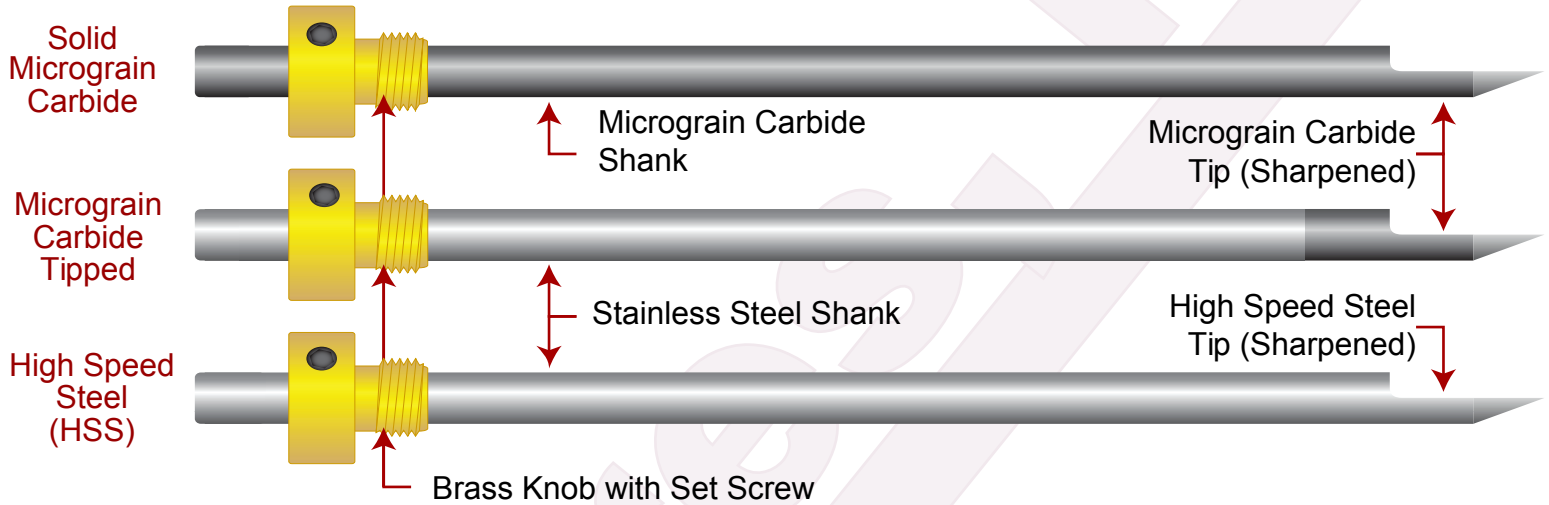 Solid
Micrograin
Carbide
Micrograin Carbide
Shank
Micrograin Carbide
Tip (Sharpened)
Micrograin
Carbide
Tipped
Stainless Steel Shank
High Speed Steel
Tip (Sharpened)
High Speed
Steel
(HSS)
Brass Knob with Set Screw